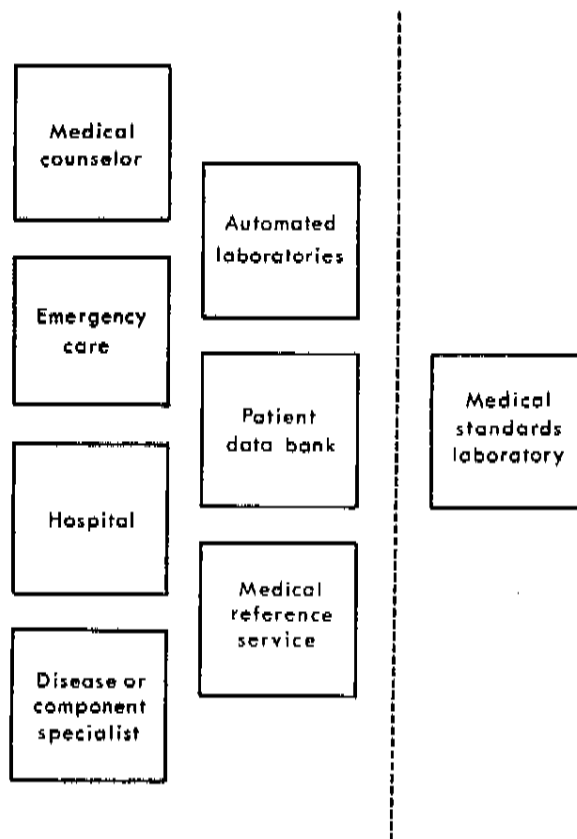 Medical
counselor
Emergency
care
Hospital
Disease or
component
specialist
Automated
laboratories
Patient
data bank
Medical
reference
service
Medical
standards
laboratory